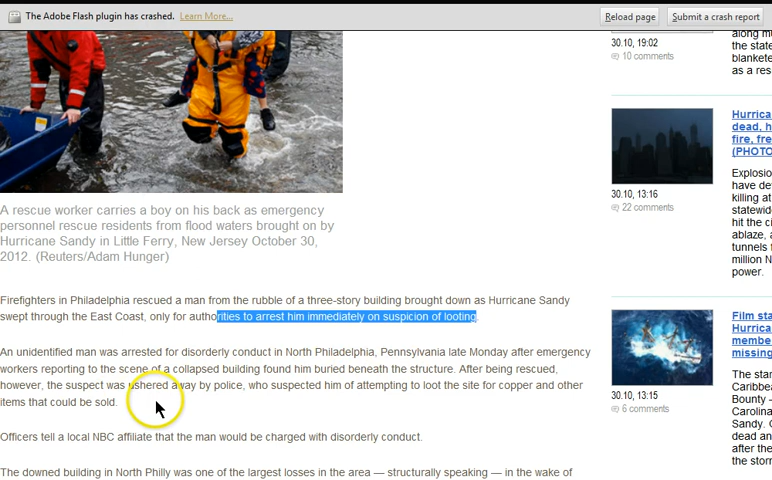 The Adobe Flash plugin has crashed. Learn More...
Reload page
Submit a crash report
A rescue worker carries a boy on his back as emergency
personnel rescue residents from flood waters brought on by
Hurricane Sandy in Little Ferry, New Jersey October 30,
2012. (Reuters/Adam Hunger)
Firefighters in Philadelphia rescued a man from the rubble of a three-story building brought down as Hurricane Sandy
swept through the East Coast, only for authorities to arrest him immediately on suspicion of looting.
An unidentified man was arrested for disorderly conduct in North Philadelphia, Pennsylvania late Monday after emergency
workers reporting to the scene of a collapsed building found him buried beneath the structure. After being rescued,
however, the suspect was ushered away by police, who suspected him of attempting to loot the site for copper and other
items that could be sold.
Officers tell a local NBC affiliate that the man would be charged with disorderly conduct.
The downed building in North Philly was one of the largest losses in the area — structurally speaking — in the wake of
30.10, 19:02
10 comments
along mu
the state
blankete
as a res
30.10, 13:16
22 comments
Hurrica
dead, h
fire, fre
(PHOTO
Explosio
have de
killing at
statewid
hit the ci
ablaze, a
tunnels f
million N
power.
30.10, 13:15
6 comments
Film sta
Hurrica
membe
missing
The star
Caribbe
Bounty -
Carolina
Sandy. C
dead an
after the
the storm